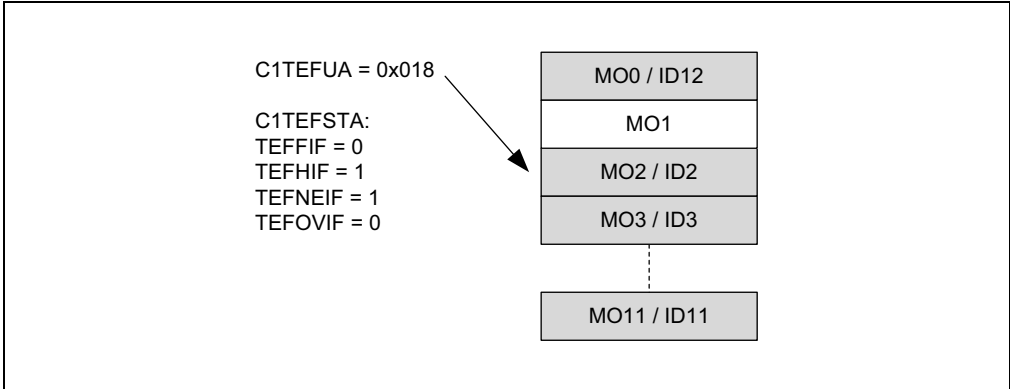 C1TEFUA = 0x018
C1TEFSTA:
TEFFIF = 0
TEFHIF = 1
TEFNEIF = 1
TEFOVIF = 0
MO0 / ID12
MO1
MO2 / ID2
MO3 / ID3
MO11 / ID11